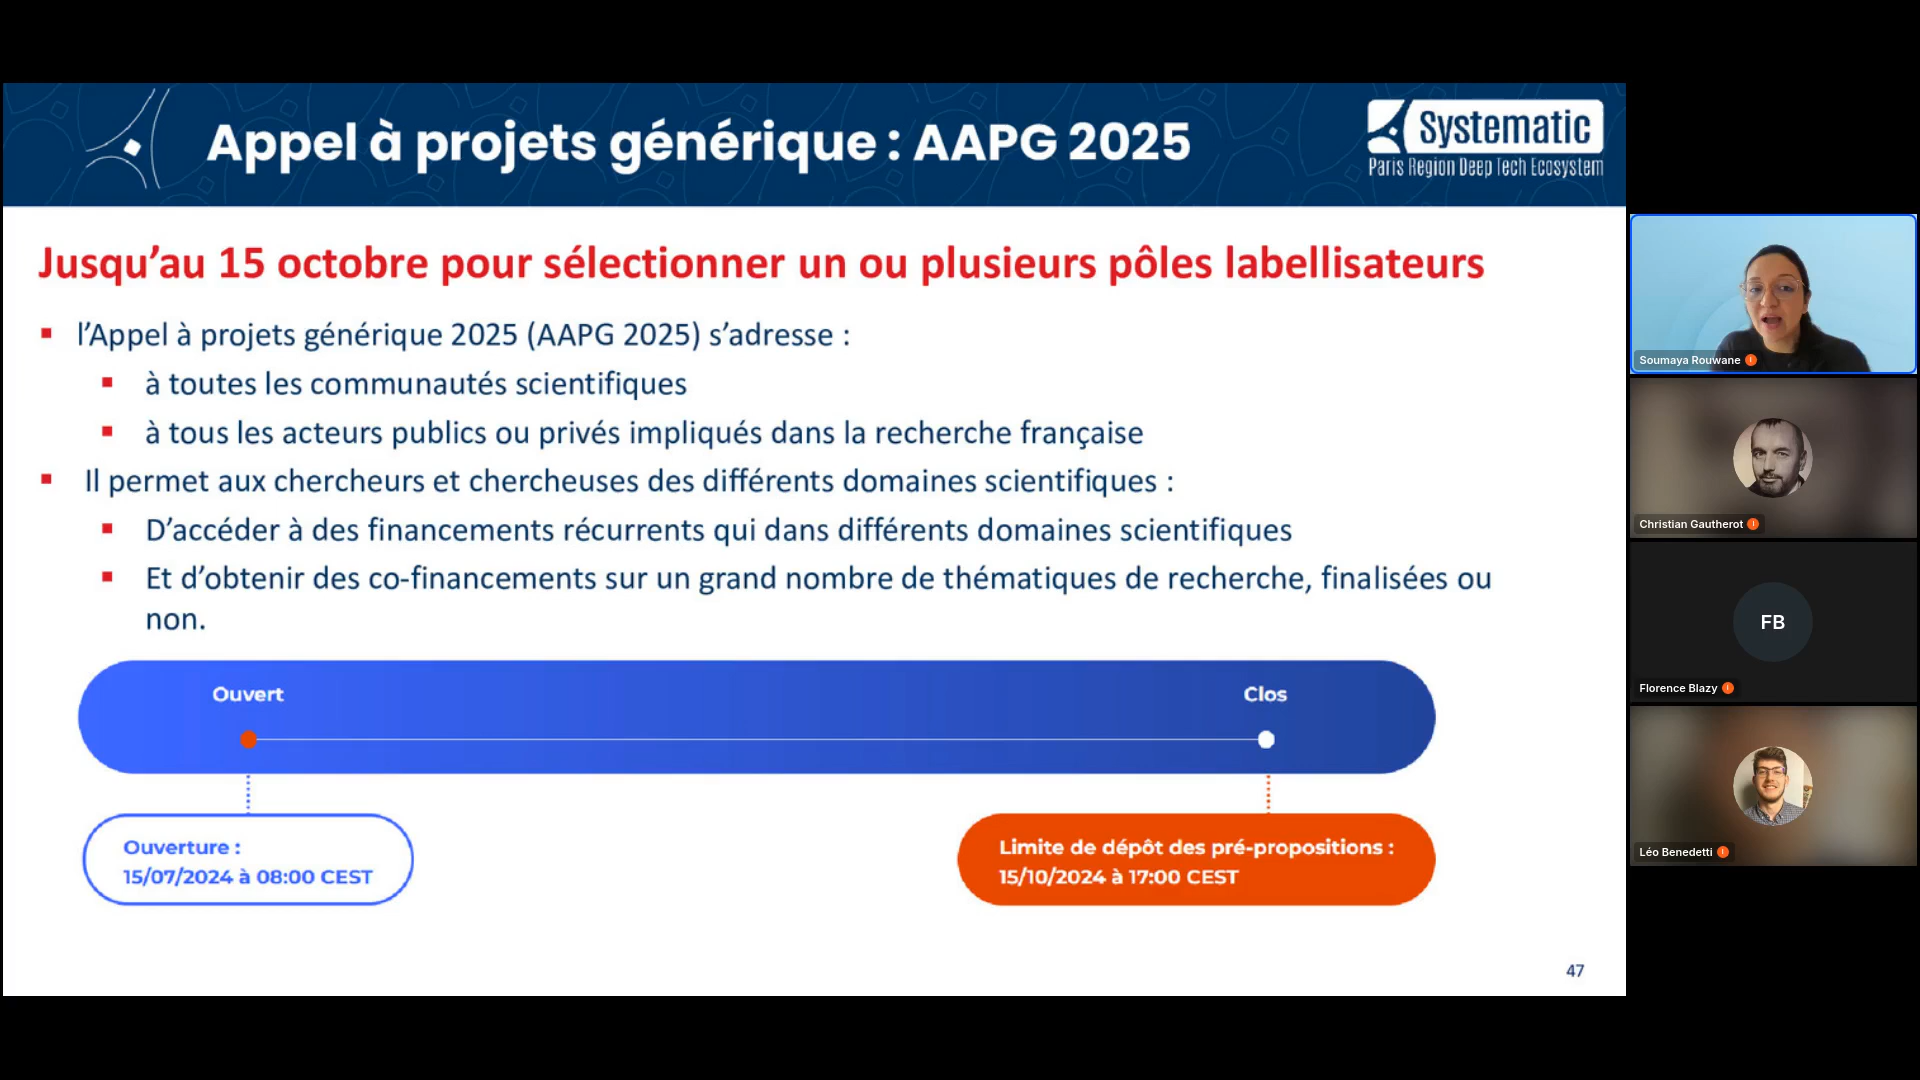 Appel à projets générique : AAPG 2025
Systematic
Paris Region Deep Tech Ecosystem
Jusqu’au 15 octobre pour sélectionner un ou plusieurs pôles labellisateurs
l’Appel à projets générique 2025 (AAPG 2025) s’adresse :
à toutes les communautés scientifiques
à tous les acteurs publics ou privés impliqués dans la recherche française
Il permet aux chercheurs et chercheuses des différents domaines scientifiques :
D’accéder à des financements récurrents qui dans différents domaines scientifiques
Et d’obtenir des co-financements sur un grand nombre de thématiques de recherche, finalisées ou
non.
Ouvert
Clos
Ouverture :
15/07/2024 à 08:00 CEST
Limite de dépôt des pré-propositions :
15/10/2024 à 17:00 CEST
47
Soumaya Rouwane
Christian Gautherot
FB
Florence Blazy
Léo Benedetti